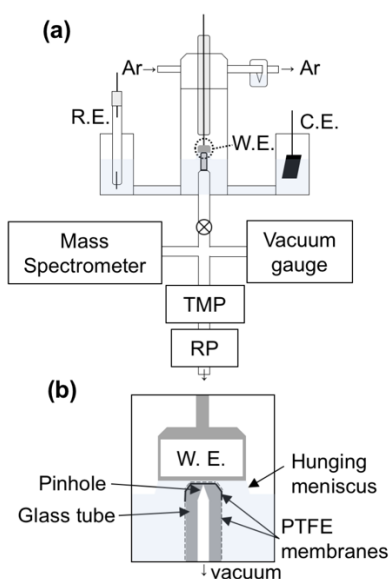 (a)
Ar
Ar
R.E.
C.E.
W.E.
Mass
Spectrometer
Vacuum
gauge
TMP
RP
(b)
W. E.
Pinhole
Hunging
meniscus
Glass tube
PTFE
membranes
vacuum